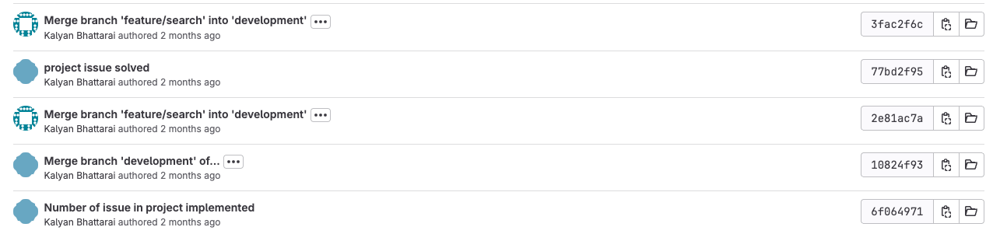 Merge branch 'feature/search' into 'development' •••
Kalyan Bhattarai authored 2 months ago
3fac2f6c
project issue solved
Kalyan Bhattarai authored 2 months ago
77bd2f95
Merge branch 'feature/search' into 'development' •••
Kalyan Bhattarai authored 2 months ago
2e81ac7a
Merge branch 'development' of... •••
Kalyan Bhattarai authored 2 months ago
10824f93
Number of issue in project implemented
Kalyan Bhattarai authored 2 months ago
6f064971